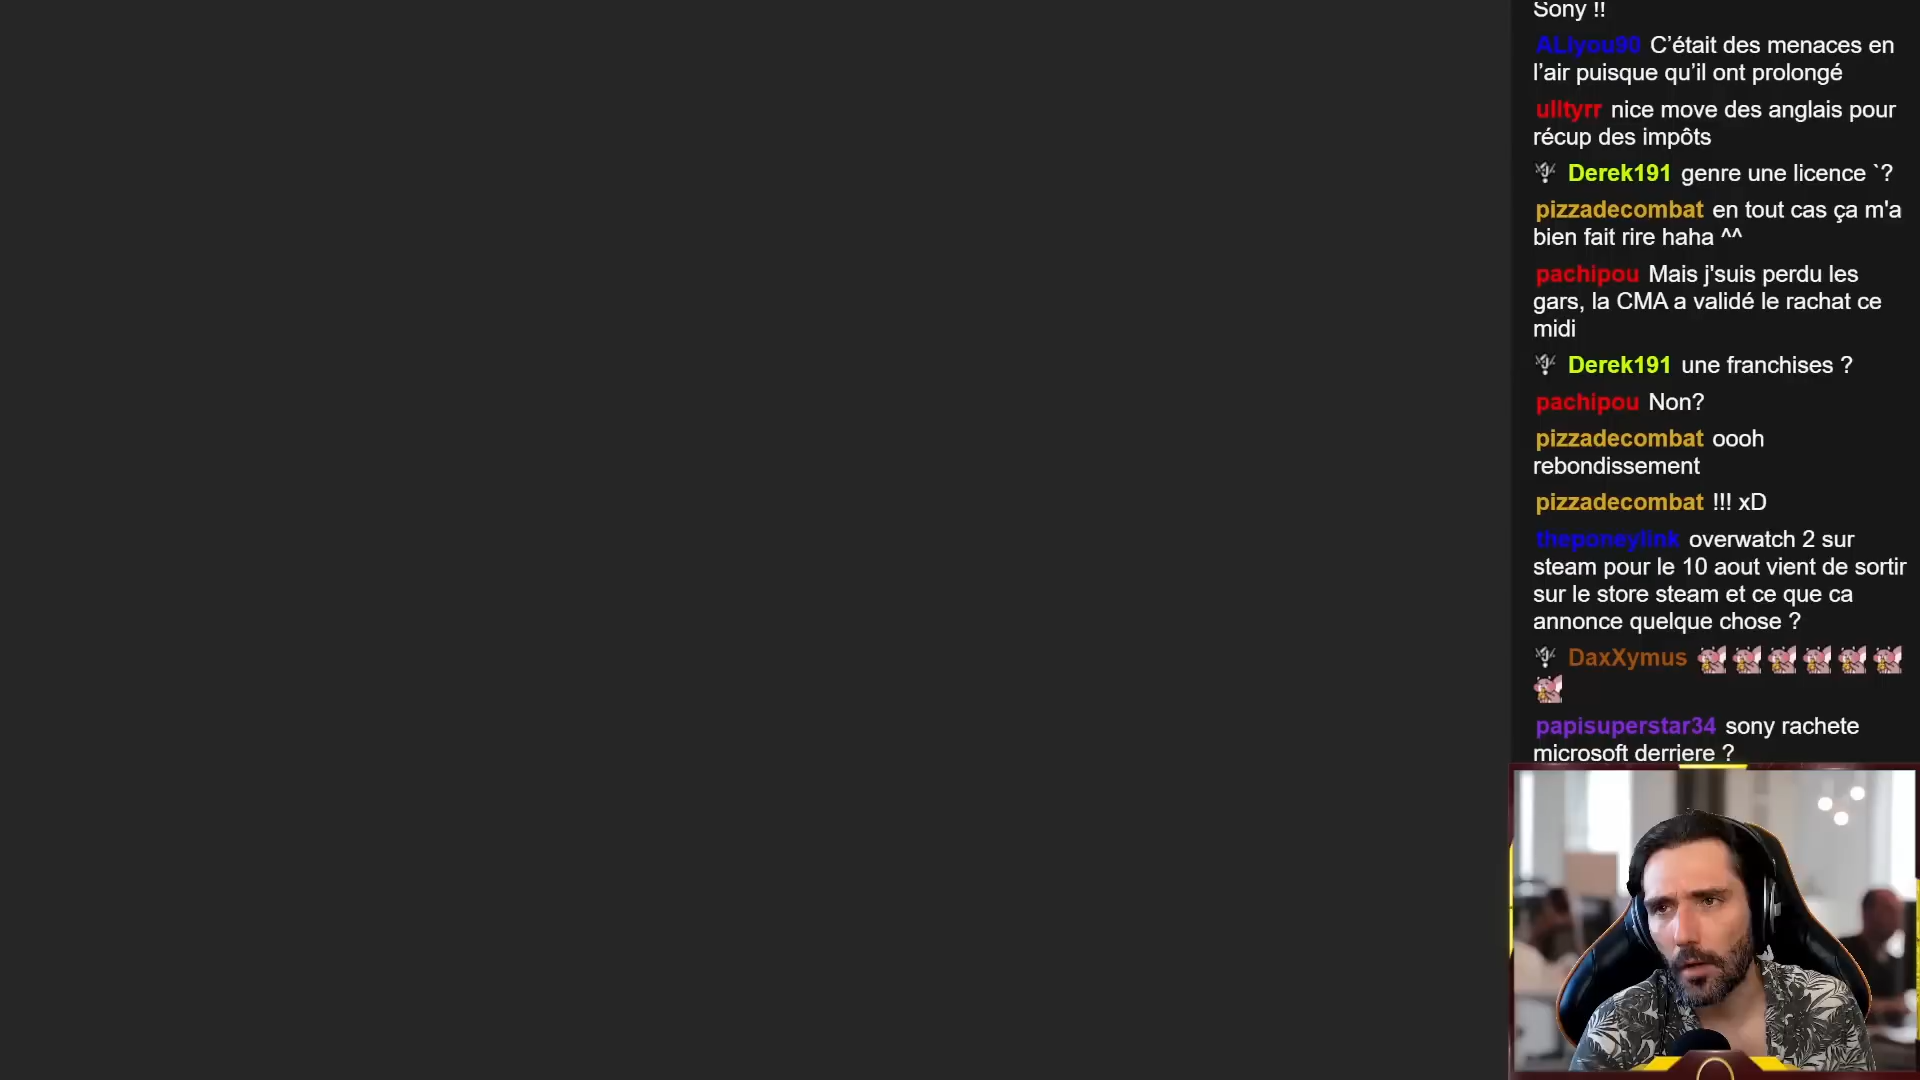 Sony !!
ALIyou90 C’était des menaces en
l’air puisque qu’il ont prolongé
ulltyrr nice move des anglais pour
récup des impôts
Derek191 genre une licence `?
pizzadecombat en tout cas ça m'a
bien fait rire haha ^^
pachipou Mais j'suis perdu les
gars, la CMA a validé le rachat ce
midi
Derek191 une franchises ?
pachipou Non?
pizzadecombat oooh
rebondissement
pizzadecombat !!! xD
theponeylink overwatch 2 sur
steam pour le 10 aout vient de sortir
sur le store steam et ce que ca
annonce quelque chose ?
DaxXymus
papisuperstar34 sony rachete
microsoft derriere ?